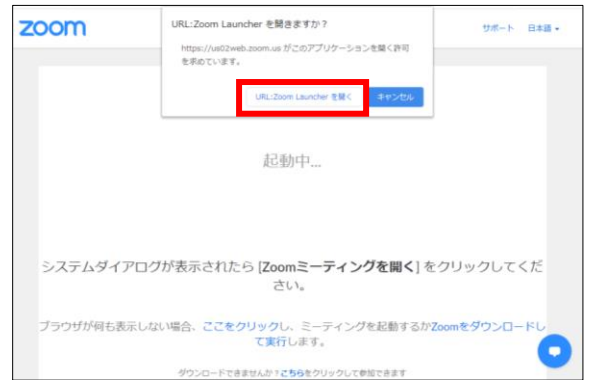 zoom
サポート 日本語
URL:Zoom Launcher を開きますか？
https://us02web.zoom.us がこのアプリケーションを開く許可
を求めています。
URL:Zoom Launcher を開く キャンセル
起動中...
システムダイアログが表示されたら [Zoomミーティングを開く] をクリックしてくだ
さい。
ブラウザが何も表示しない場合、ここをクリックし、ミーティングを起動するかZoomをダウンロードし
て実行します。
ダウンロードできませんか？こちらをクリックして参加できます